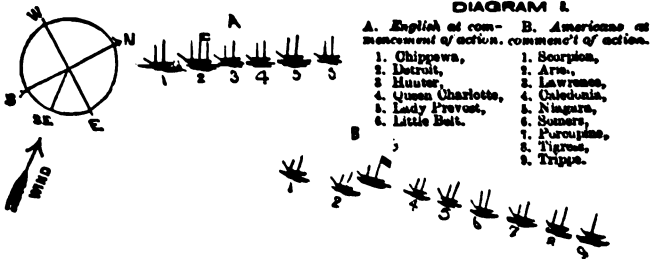 DIAGRAM I.
A. English at com-
mencement of action.
1. Chippewa,
2. Detroit,
3. Hunter,
4. Queen Charlotte,
5. Lady Prevost,
6. Little Belt.
B. Americans at
commenc't of action.
1. Scorpion,
2. Arie.,
3. Lawrence,
4. Caledonia,
5. Niagara,
6. Somers,
7. Porcupine,
8. Tigress,
9. Trippe.
W
N
S
SE
E
WIND
A
1 2 3 4 5
B
1 2 4 5 6 7 8 9